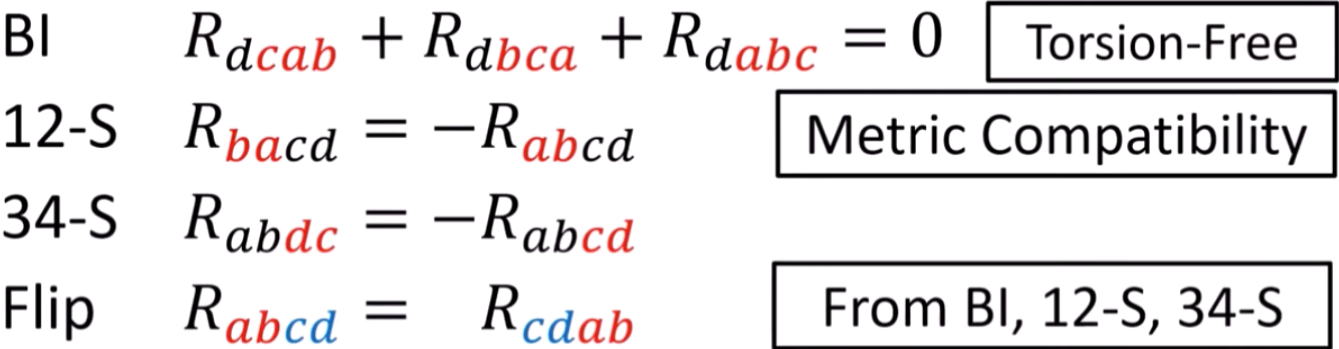 BI R_{dcab} + R_{dbca} + R_{dabc} = 0 Torsion-Free
12-S R_{bacd} = −R_{abcd} Metric Compatibility
34-S R_{abdc} = −R_{abcd}
Flip R_{abcd} = R_{cdab} From BI, 12-S, 34-S